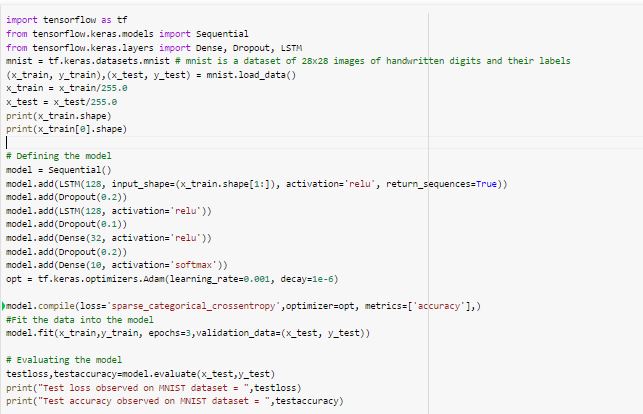 import tensorflow as tf
from tensorflow.keras.models import Sequential
from tensorflow.keras.layers import Dense, Dropout, LSTM
mnist = tf.keras.datasets.mnist # mnist is a dataset of 28x28 images of handwritten digits and their labels
(x_train, y_train),(x_test, y_test) = mnist.load_data()
x_train = x_train/255.0
x_test = x_test/255.0
print(x_train.shape)
print(x_train[0].shape)
# Defining the model
model = Sequential()
model.add(LSTM(128, input_shape=(x_train.shape[1:]), activation='relu', return_sequences=True))
model.add(Dropout(0.2))
model.add(LSTM(128, activation='relu'))
model.add(Dropout(0.1))
model.add(Dense(32, activation='relu'))
model.add(Dropout(0.2))
model.add(Dense(10, activation='softmax'))
opt = tf.keras.optimizers.Adam(learning_rate=0.001, decay=1e-6)
model.compile(loss='sparse_categorical_crossentropy',optimizer=opt, metrics=['accuracy'],)
#Fit the data into the model
model.fit(x_train,y_train, epochs=3,validation_data=(x_test, y_test))
# Evaluating the model
testloss,testaccuracy=model.evaluate(x_test,y_test)
print("Test loss observed on MNIST dataset = ",testloss)
print("Test accuracy observed on MNIST dataset = ",testaccuracy)